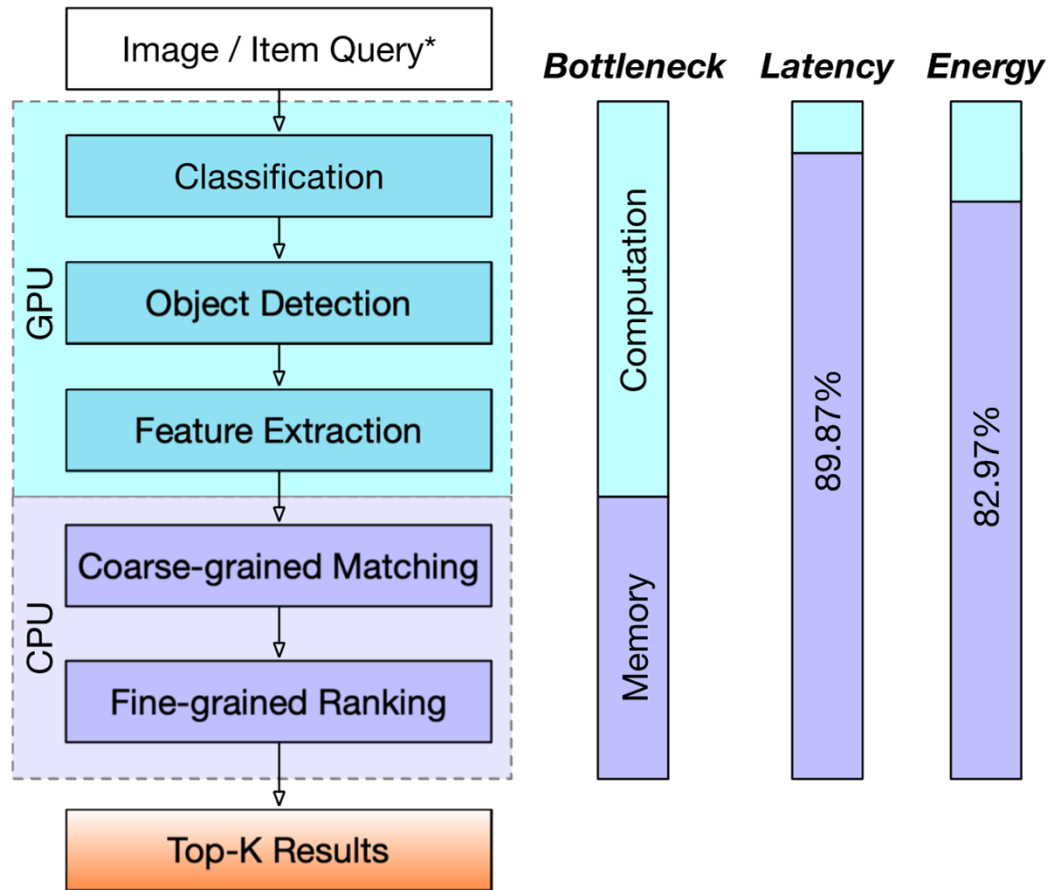 Image / Item Query*
GPU
Classification
Object Detection
Feature Extraction
CPU
Coarse-grained Matching
Fine-grained Ranking
Top-K Results
Bottleneck
Latency
Energy
Computation
Memory
89.87%
82.97%